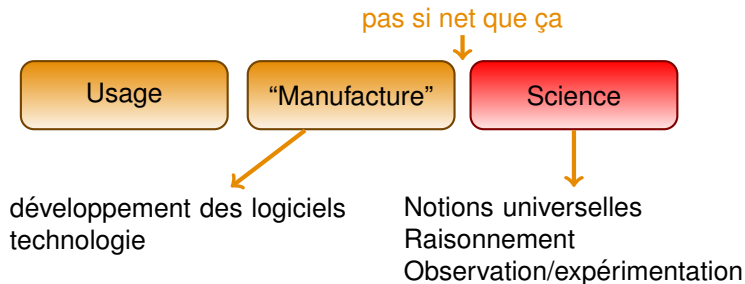 pas si net que ça
Usage
“Manufacture”
Science
développement des logiciels
technologie
Notions universelles
Raisonnement
Observation/expérimentation